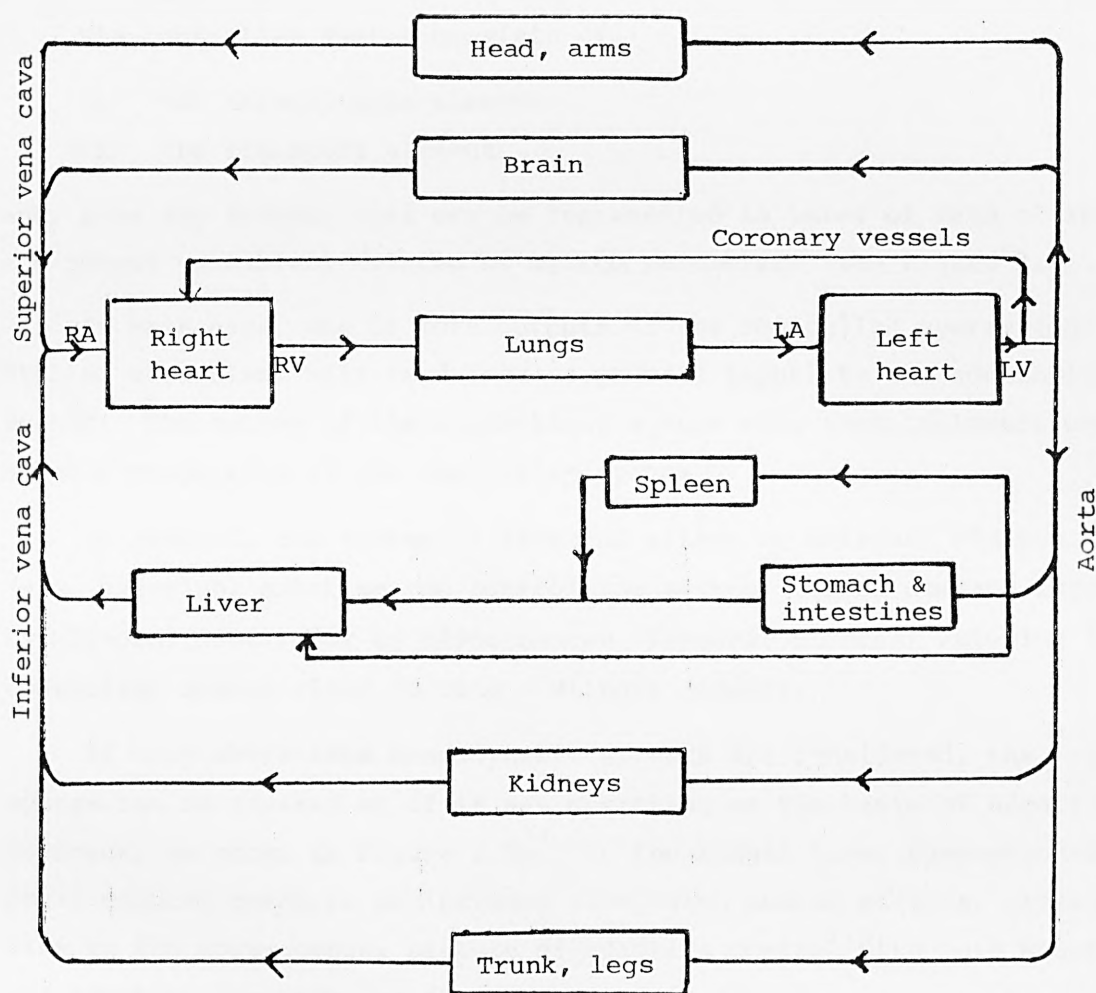 Head, arms
Superior vena cava
Brain
Coronary vessels
RA
Right
heart
RV
Lungs
LA
Left
heart
LV
Spleen
Inferior vena cava
Liver
Stomach &
intestines
Aorta
Kidneys
Trunk, legs